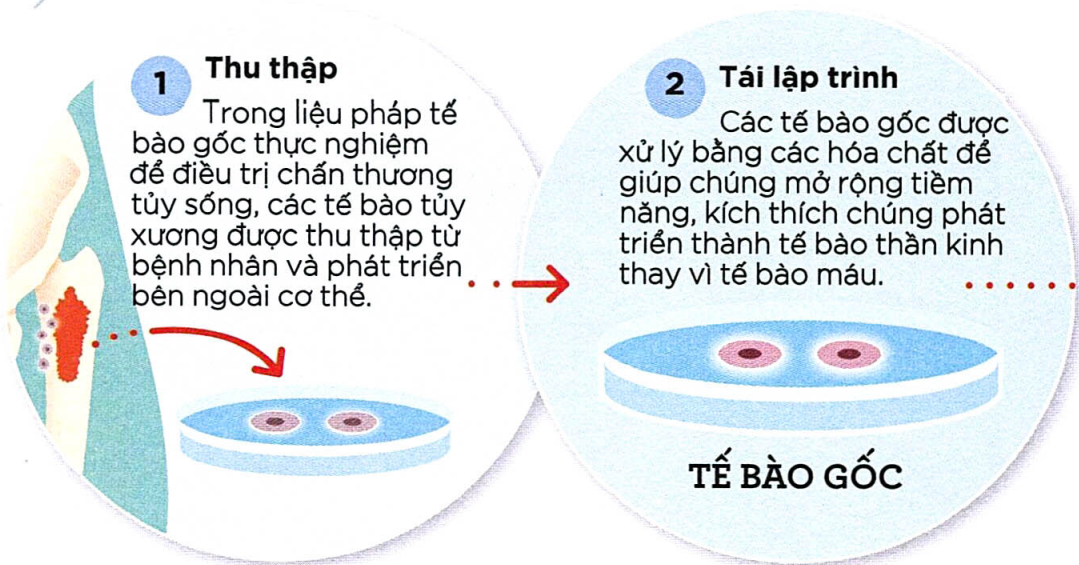 1 Thu thập
Trong liệu pháp tế
bào gốc thực nghiệm
để điều trị chấn thương
tủy sống, các tế bào tủy
xương được thu thập từ
bệnh nhân và phát triển
bên ngoài cơ thể.
2 Tái lập trình
Các tế bào gốc được
xử lý bằng các hóa chất để
giúp chúng mở rộng tiềm
năng, kích thích chúng phát
triển thành tế bào thần kinh
thay vì tế bào máu.
TẾ BÀO GỐC